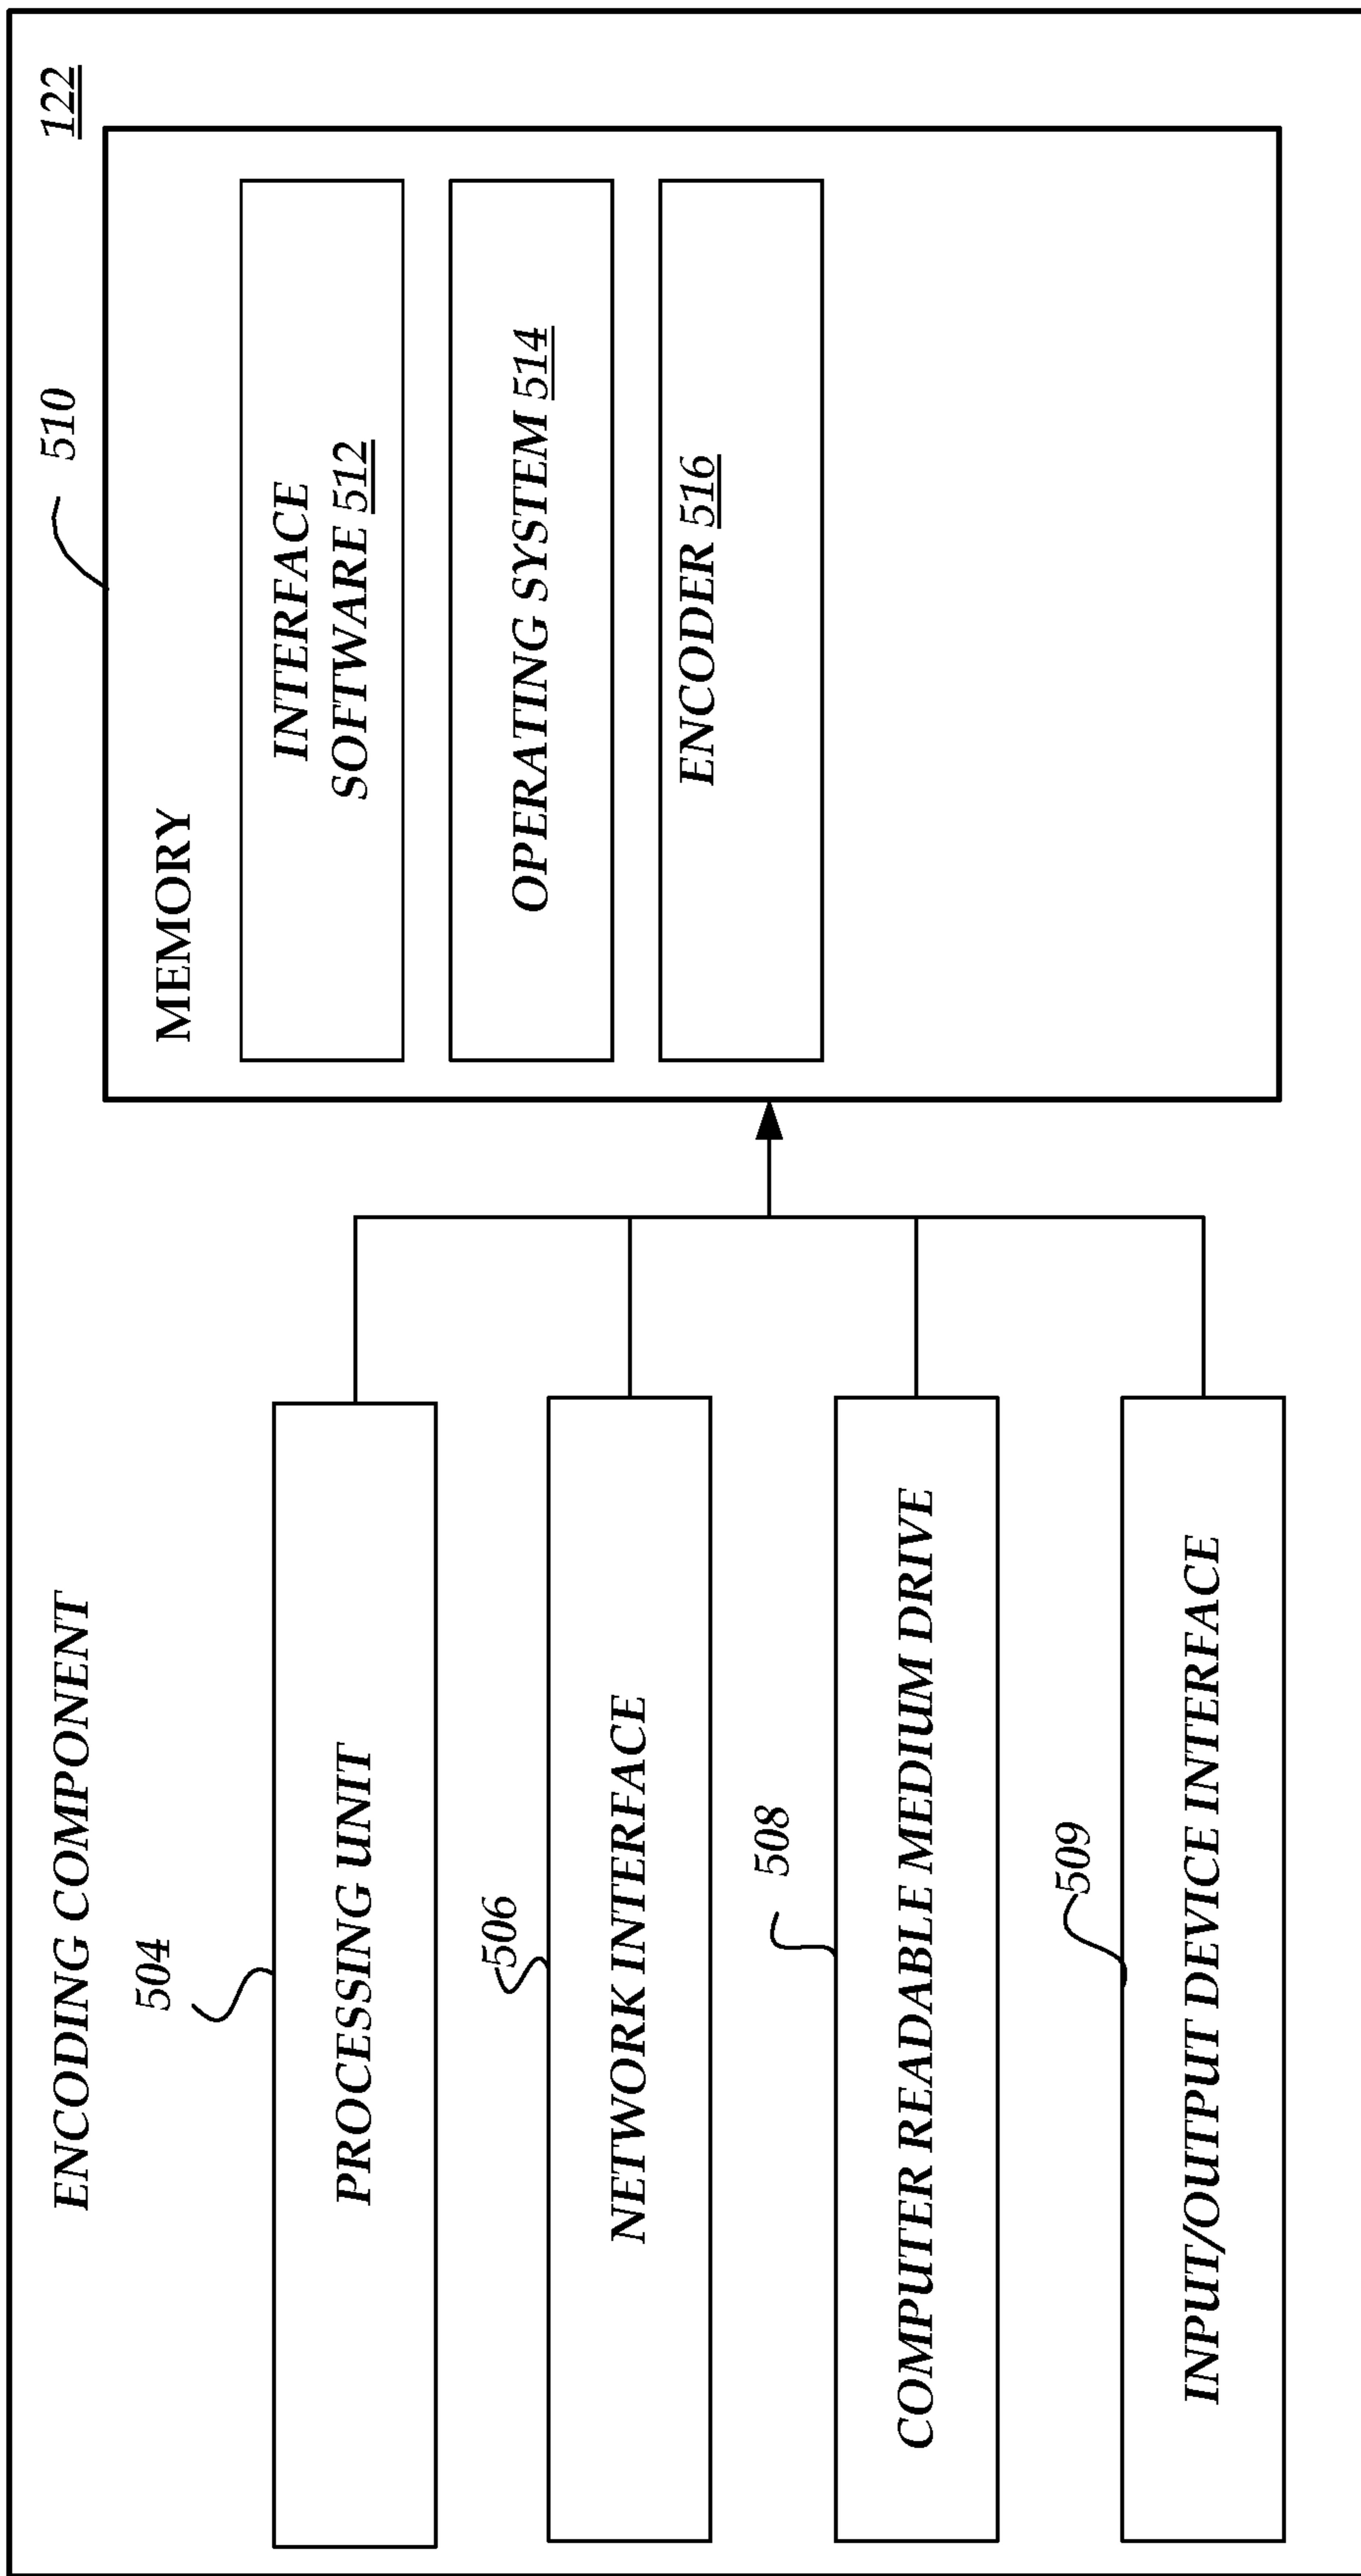 ENCODING COMPONENT
122
504
PROCESSING UNIT
506
NETWORK INTERFACE
508
COMPUTER READABLE MEDIUM DRIVE
509
INPUT/OUTPUT DEVICE INTERFACE
510
MEMORY
INTERFACE
SOFTWARE 512
OPERATING SYSTEM 514
ENCODER 516